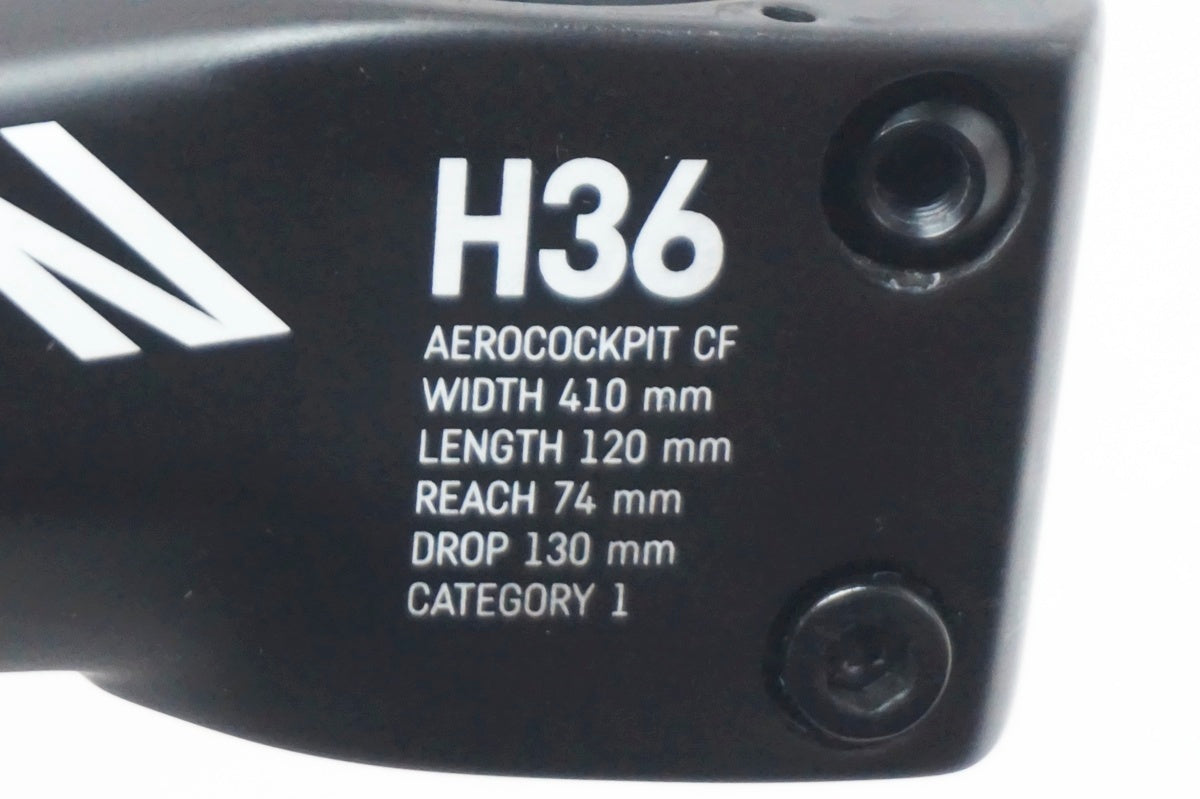 H36
AEROCOCKPIT CF
WIDTH 410 mm
LENGTH 120 mm
REACH 74 mm
DROP 130 mm
CATEGORY 1